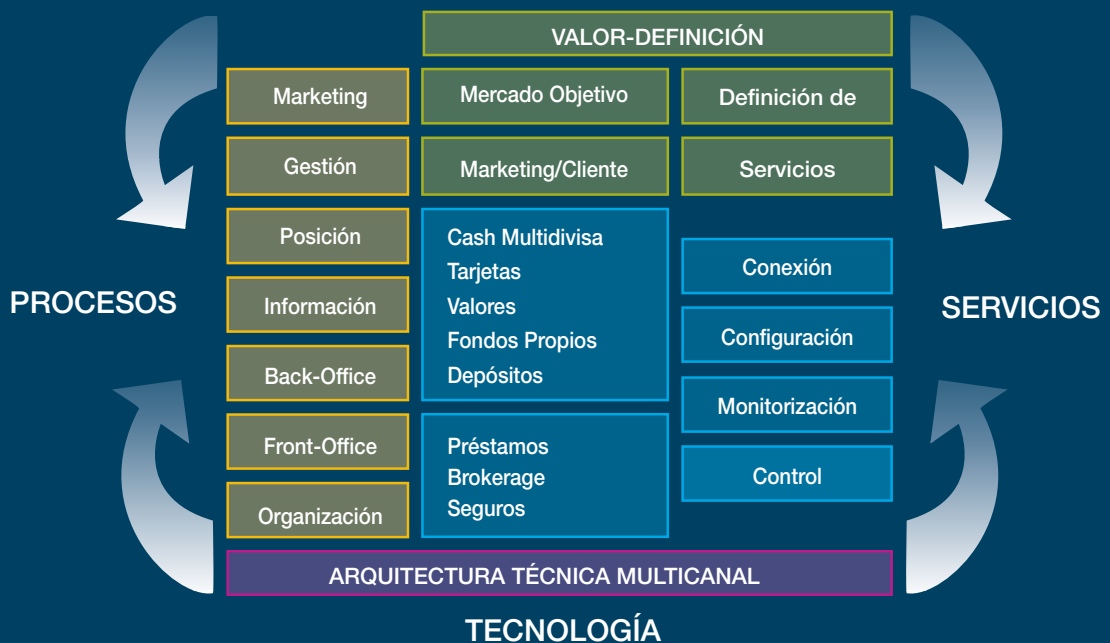 VALOR-DEFINICIÓN
Marketing
Mercado Objetivo
Definición de
Gestión
Marketing/Cliente
Servicios
PROCESOS
Posición
Información
Back-Office
Front-Office
Organización
Cash Multidivisa
Tarjetas
Valores
Fondos Propios
Depósitos
Préstamos
Brokerage
Seguros
Conexión
Configuración
Monitorización
Control
SERVICIOS
ARQUITECTURA TÉCNICA MULTICANAL
TECNOLOGÍA